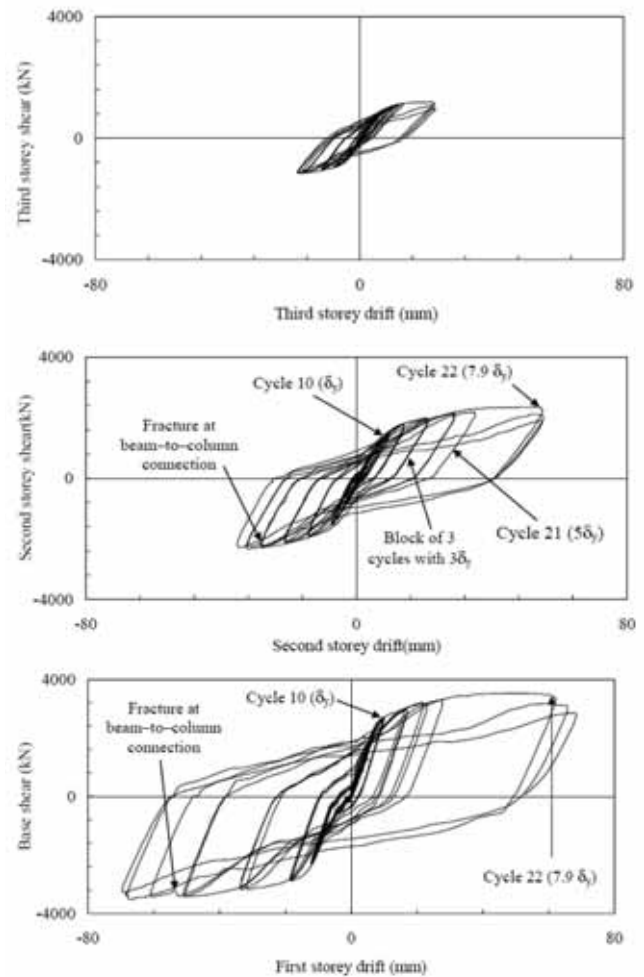 4000
Third storey shear (kN)
0
-4000
-80
0
80
Third storey drift (mm)
4000
Cycle 10 (δy)
Cycle 22 (7.9 δy)
Fracture at
beam–to–column
connection
Second storey shear(kN)
0
Block of 3
cycles with 3δy
Cycle 21 (5δy)
-4000
-80
0
80
Second storey drift(mm)
4000
Fracture at
beam–to–column
connection
Cycle 10 (δy)
Base shear (kN)
0
Cycle 22 (7.9 δy)
-4000
-80
0
80
First storey drift (mm)